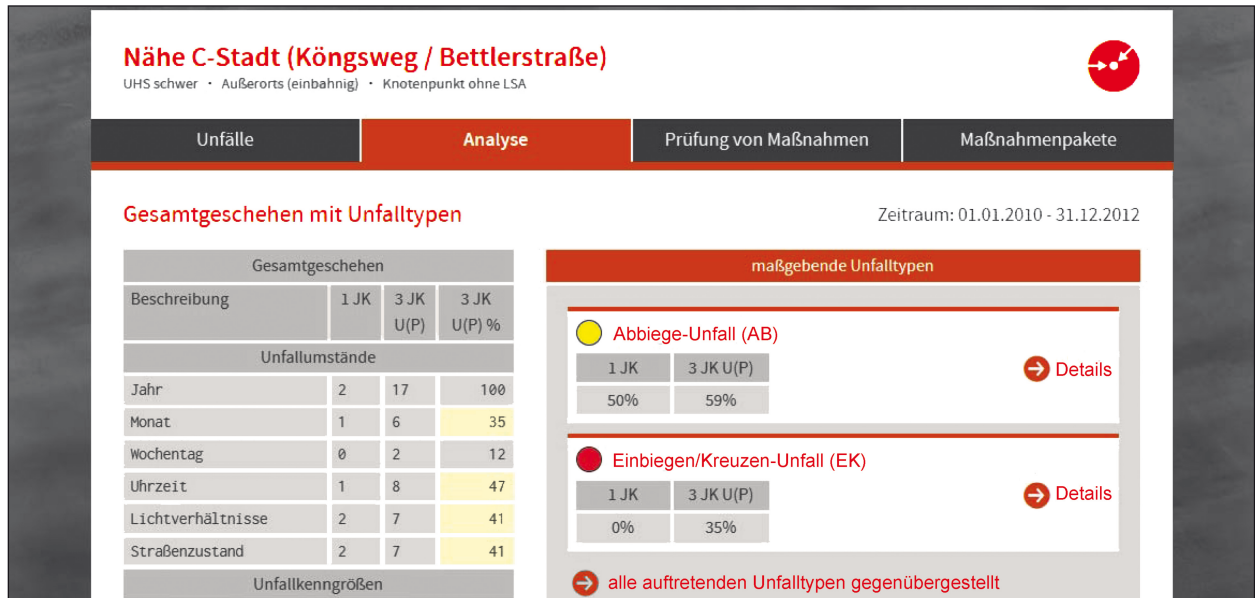 Nähe C-Stadt (Köngsweg / Bettlerstraße)
UHS schwer · Außerorts (einbahnig) · Knotenpunkt ohne LSA
Unfälle Analyse Prüfung von Maßnahmen Maßnahmenpakete
Gesamtgeschehen mit Unfalltypen
Zeitraum: 01.01.2010 - 31.12.2012
Gesamtgeschehen
Beschreibung 1 JK 3 JK U(P) 3 JK U(P) %
Unfallumstände
Jahr 2 17 100
Monat 1 6 35
Wochentag 0 2 12
Uhrzeit 1 8 47
Lichtverhältnisse 2 7 41
Straßenzustand 2 7 41
Unfallkenngrößen
maßgebende Unfalltypen
Abbiege-Unfall (AB)
1 JK 3 JK U(P)
50% 59%
Details
Einbiegen/Kreuzen-Unfall (EK)
1 JK 3 JK U(P)
0% 35%
Details
alle auftretenden Unfalltypen gegenübergestellt